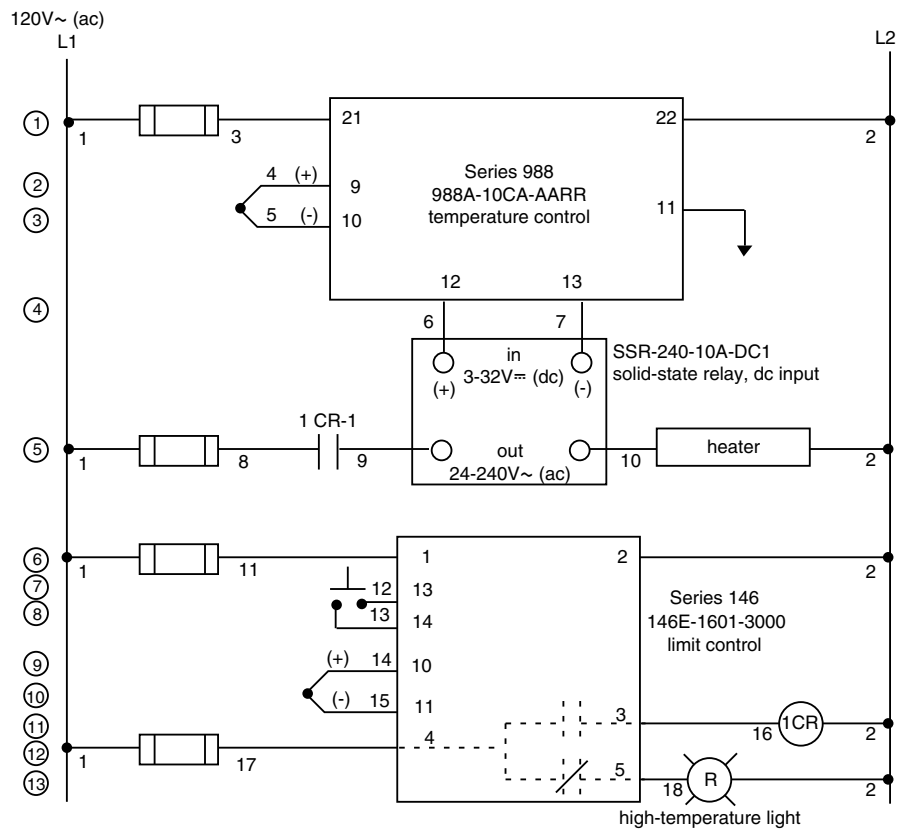 120V~ (ac)
L1
L2
1
1
3
21
22
2
2
4 (+)
9
Series 988
988A-10CA-AARR
temperature control
3
5 (-)
10
11
12
13
4
6
7
in
3-32V⎓ (dc)
(+)
(-)
SSR-240-10A-DC1
solid-state relay, dc input
1 CR-1
5
1
8
9
out
24-240V~ (ac)
10
heater
2
6
1
11
1
2
2
7
12
13
8
13
14
Series 146
146E-1601-3000
limit control
9
(+)
14
10
10
(-)
15
11
11
3
16
1CR
2
12
1
17
4
13
5
18
R
2
high-temperature light